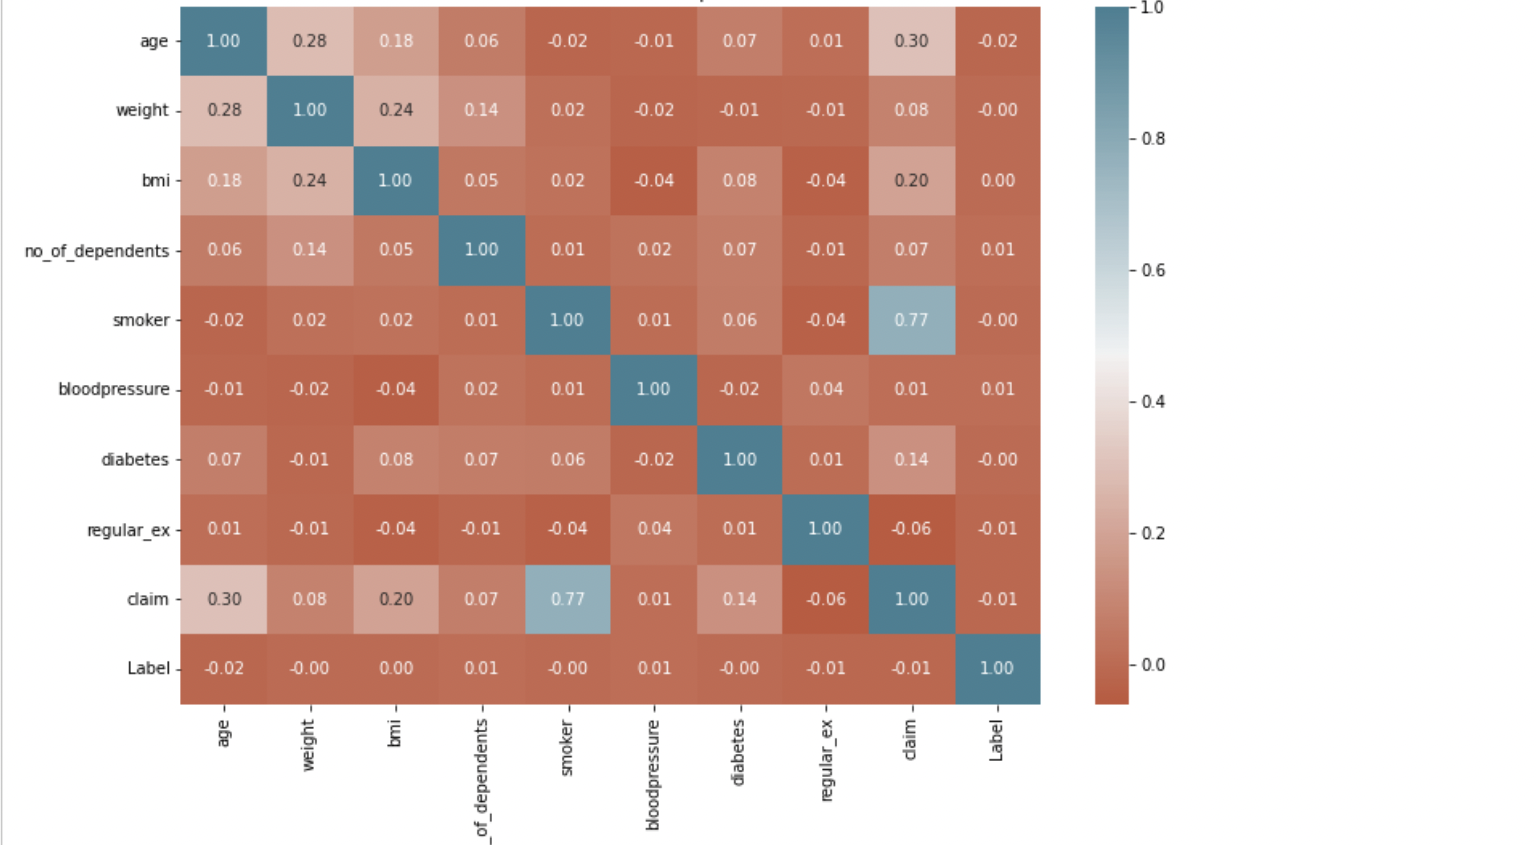 1.0
age 1.00 0.28 0.18 0.06 -0.02 -0.01 0.07 0.01 0.30 -0.02
weight 0.28 1.00 0.24 0.14 0.02 -0.02 -0.01 -0.01 0.08 -0.00
0.8
bmi 0.18 0.24 1.00 0.05 0.02 -0.04 0.08 -0.04 0.20 0.00
no_of_dependents 0.06 0.14 0.05 1.00 0.01 0.02 0.07 -0.01 0.07 0.01
0.6
smoker -0.02 0.02 0.02 0.01 1.00 0.01 0.06 -0.04 0.77 -0.00
bloodpressure -0.01 -0.02 -0.04 0.02 0.01 1.00 -0.02 0.04 0.01 0.01
0.4
diabetes 0.07 -0.01 0.08 0.07 0.06 -0.02 1.00 0.01 0.14 -0.00
regular_ex 0.01 -0.01 -0.04 -0.01 -0.04 0.04 0.01 1.00 -0.06 -0.01
0.2
claim 0.30 0.08 0.20 0.07 0.77 0.01 0.14 -0.06 1.00 -0.01
Label -0.02 -0.00 0.00 0.01 -0.00 0.01 -0.00 -0.01 -0.01 1.00
0.0
age
weight
bmi
_of_dependents
smoker
bloodpressure
diabetes
regular_ex
claim
Label